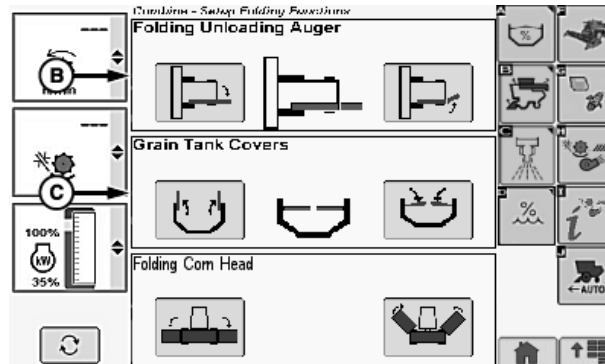 Combine - Setup Folding Functions
Folding Unloading Auger
---
B
---
Grain Tank Covers
C
100%
kW
35%
Folding Corn Head
%
A
B
C
%
i
←AUTO